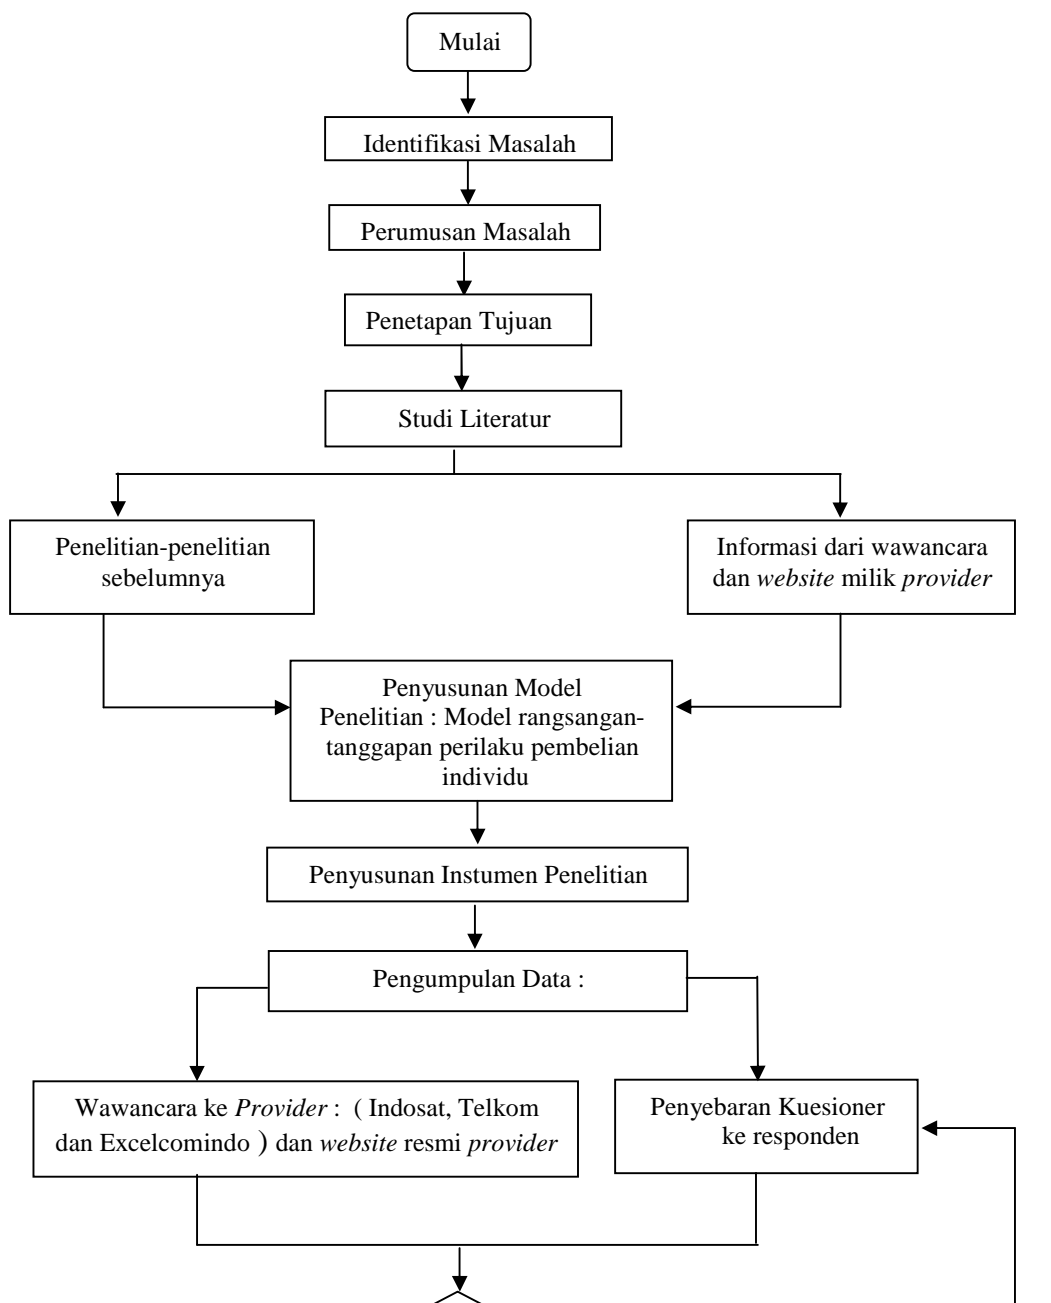 Mulai
Identifikasi Masalah
Perumusan Masalah
Penetapan Tujuan
Studi Literatur
Penelitian-penelitian
sebelumnya
Informasi dari wawancara
dan website milik provider
Penyusunan Model
Penelitian : Model rangsangan-
tanggapan perilaku pembelian
individu
Penyusunan Instumen Penelitian
Pengumpulan Data :
Wawancara ke Provider : ( Indosat, Telkom
dan Excelcomindo ) dan website resmi provider
Penyebaran Kuesioner
ke responden